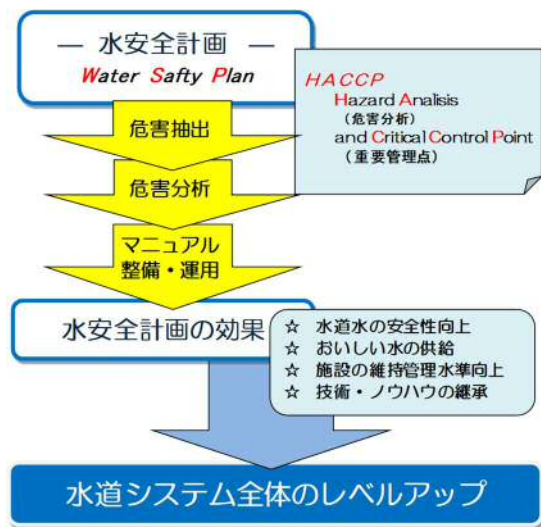 ― 水安全計画 ―
Water Safty Plan
HACCP
Hazard Analisis
（危害分析）
and Critical Control Point
（重要管理点）
危害抽出
危害分析
マニュアル
整備・運用
水安全計画の効果
☆ 水道水の安全性向上
☆ おいしい水の供給
☆ 施設の維持管理水準向上
☆ 技術・ノウハウの継承
水道システム全体のレベルアップ